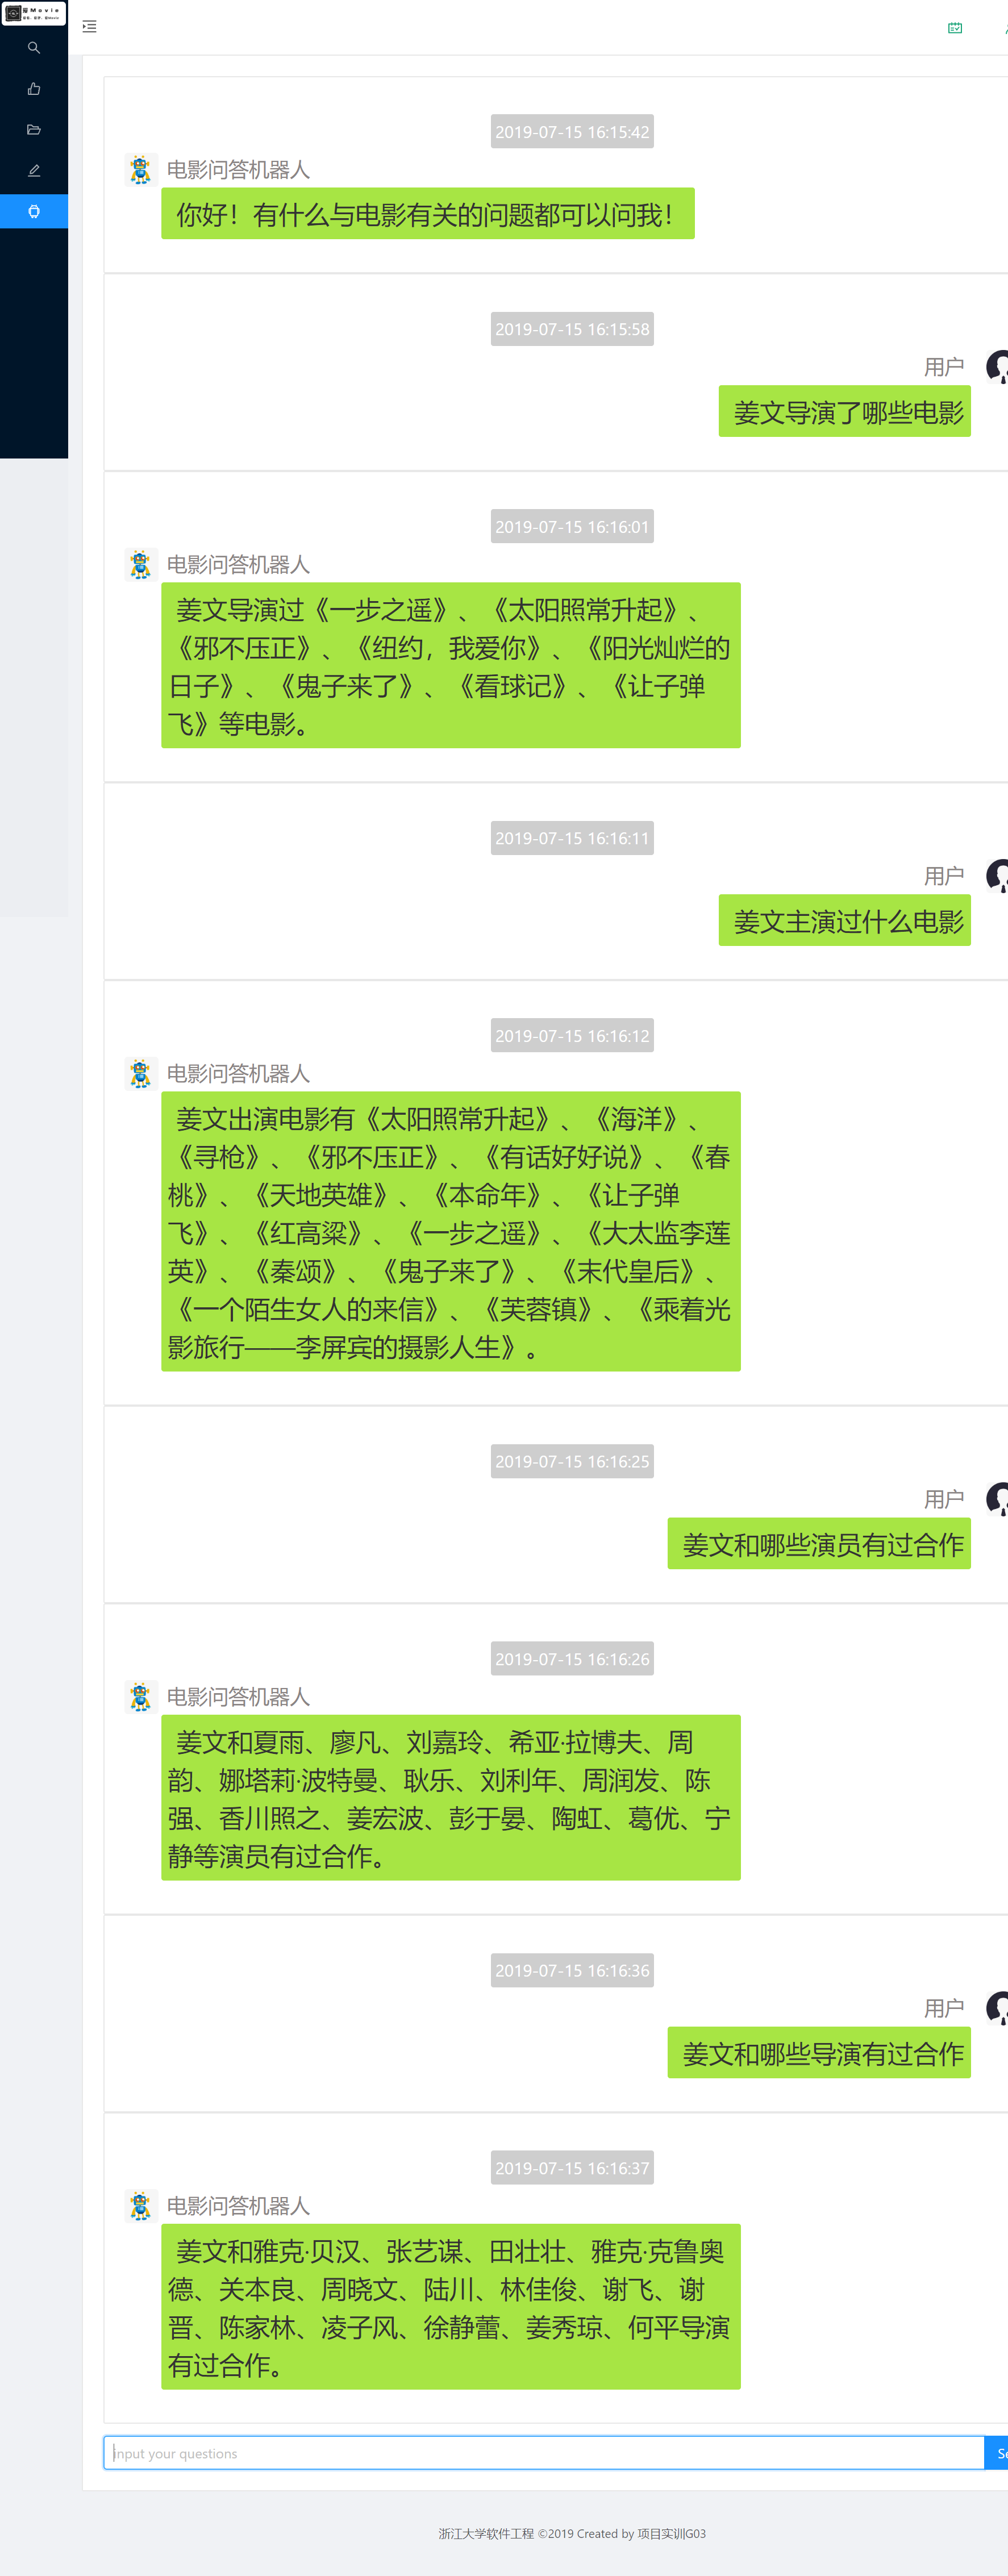 Movie
2019-07-15 16:15:42
电影问答机器人
你好！有什么与电影有关的问题都可以问我！
2019-07-15 16:15:58
用户
姜文导演了哪些电影
2019-07-15 16:16:01
电影问答机器人
姜文导演过《一步之遥》、《太阳照常升起》、
《邪不压正》、《纽约，我爱你》、《阳光灿烂的
日子》、《鬼子来了》、《看球记》、《让子弹
飞》等电影。
2019-07-15 16:16:11
用户
姜文主演过什么电影
2019-07-15 16:16:12
电影问答机器人
姜文出演电影有《太阳照常升起》、《海洋》、
《寻枪》、《邪不压正》、《有话好好说》、《春
桃》、《天地英雄》、《本命年》、《让子弹
飞》、《红高粱》、《一步之遥》、《大太监李莲
英》、《秦颂》、《鬼子来了》、《末代皇后》、
《一个陌生女人的来信》、《芙蓉镇》、《乘着光
影旅行——李屏宾的摄影人生》。
2019-07-15 16:16:25
用户
姜文和哪些演员有过合作
2019-07-15 16:16:26
电影问答机器人
姜文和夏雨、廖凡、刘嘉玲、希亚·拉博夫、周
韵、娜塔莉·波特曼、耿乐、刘利年、周润发、陈
强、香川照之、姜宏波、彭于晏、陶虹、葛优、宁
静等演员有过合作。
2019-07-15 16:16:36
用户
姜文和哪些导演有过合作
2019-07-15 16:16:37
电影问答机器人
姜文和雅克·贝汉、张艺谋、田壮壮、雅克·克鲁奥
德、关本良、周晓文、陆川、林佳俊、谢飞、谢
晋、陈家林、凌子风、徐静蕾、姜秀琼、何平导演
有过合作。
input your questions
Se
浙江大学软件工程 ©2019 Created by 项目实训G03